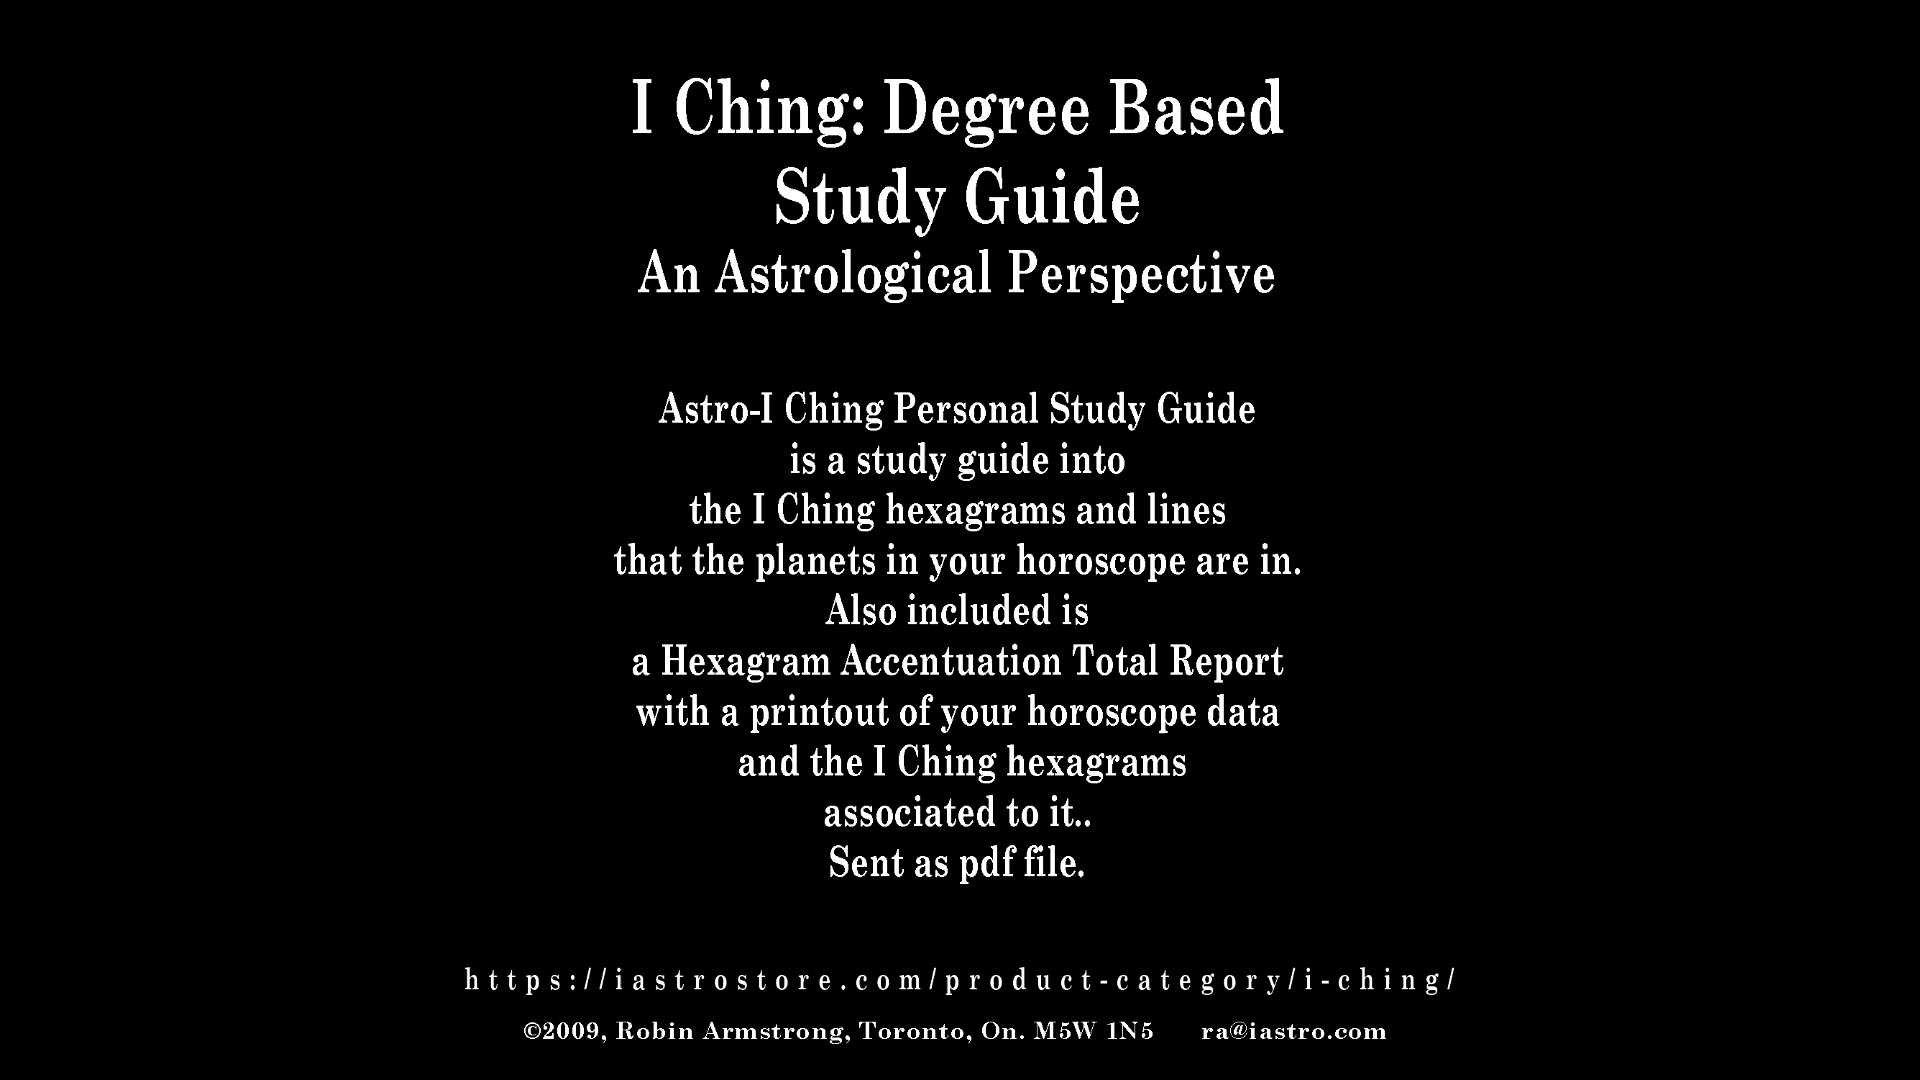 I Ching: Degree Based
Study Guide
An Astrological Perspective
Astro-I Ching Personal Study Guide
is a study guide into
the I Ching hexagrams and lines
that the planets in your horoscope are in.
Also included is
a Hexagram Accentuation Total Report
with a printout of your horoscope data
and the I Ching hexagrams
associated to it..
Sent as pdf file.
https://iastrostore.com/product-category/i-ching/
©2009, Robin Armstrong, Toronto, On. M5W 1N5 ra@iastro.com